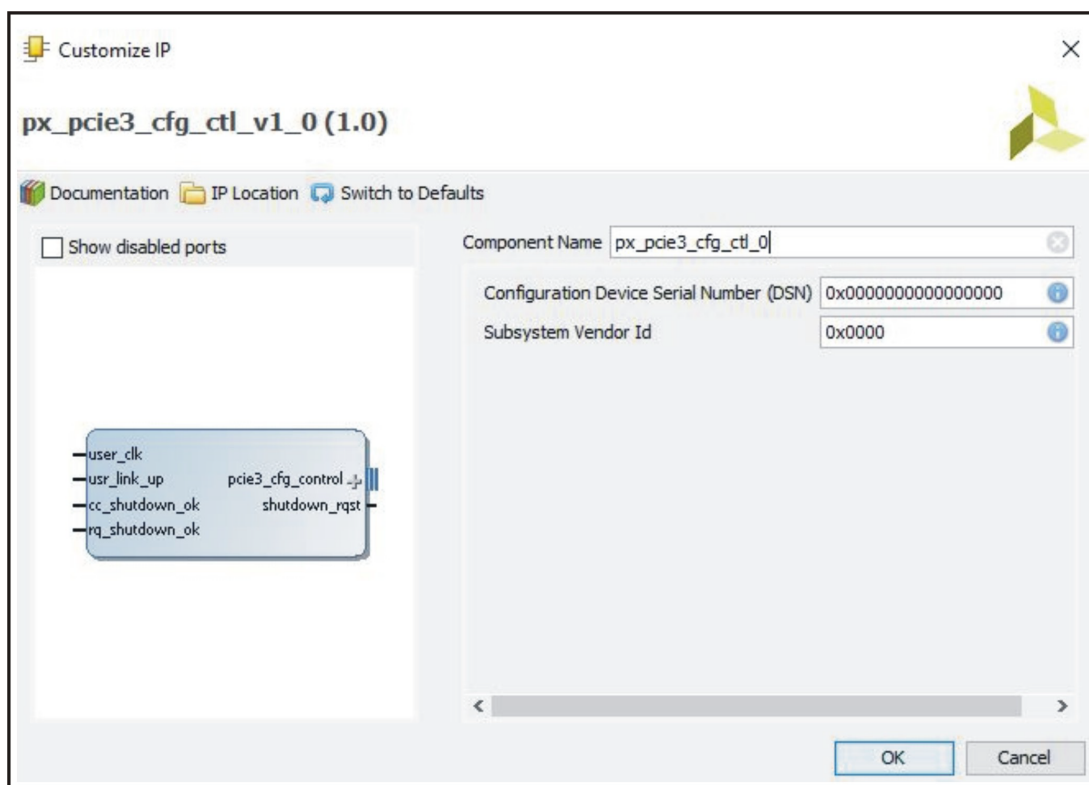 Customize IP
px_pcie3_cfg_ctl_v1_0 (1.0)
Documentation IP Location Switch to Defaults
Show disabled ports
Component Name px_pcie3_cfg_ctl_0
Configuration Device Serial Number (DSN) 0x0000000000000000
Subsystem Vendor Id 0x0000
user_clk
usr_link_up pcie3_cfg_control
cc_shutdown_ok shutdown_rqst
rq_shutdown_ok
OK Cancel